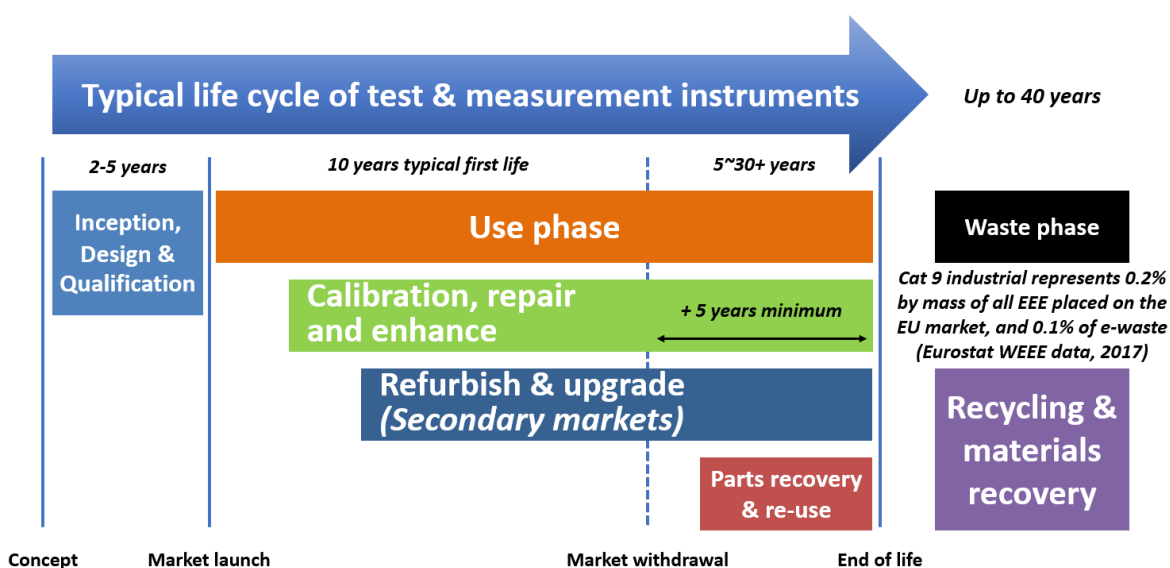 Typical life cycle of test & measurement instruments
Up to 40 years
2-5 years
10 years typical first life
5~30+ years
Inception,
Design &
Qualification
Use phase
Waste phase
Calibration, repair
and enhance
+ 5 years minimum
Cat 9 industrial represents 0.2%
by mass of all EEE placed on the
EU market, and 0.1% of e-waste
(Eurostat WEEE data, 2017)
Refurbish & upgrade
(Secondary markets)
Recycling &
materials
recovery
Parts recovery
& re-use
Concept
Market launch
Market withdrawal
End of life